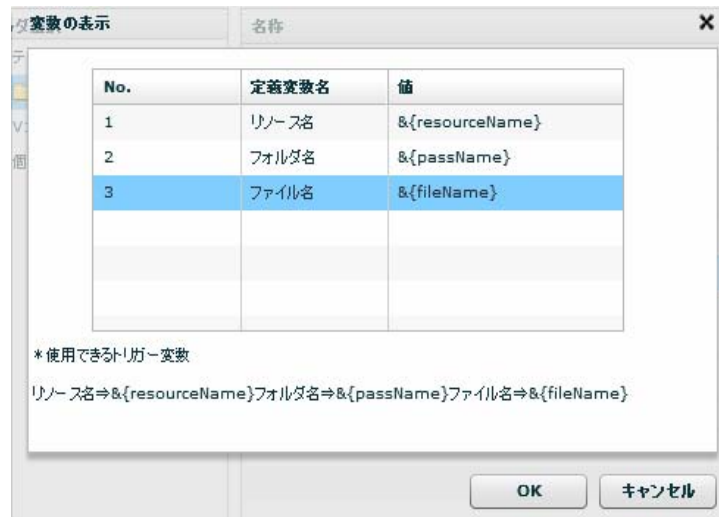 変数の表示
名称
No. 定義変数名 値
1 リソース名 &{resourceName}
2 フォルダ名 &{passName}
3 ファイル名 &{fileName}
*使用できるトリガー変数
リソース名⇒&{resourceName}フォルダ名⇒&{passName}ファイル名⇒&{fileName}
OK キャンセル